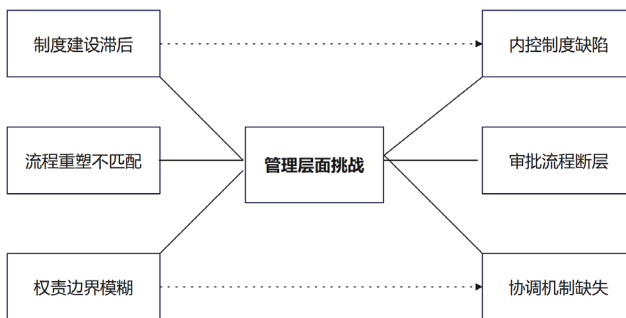 制度建设滞后
内控制度缺陷
流程重塑不匹配
管理层面挑战
审批流程断层
权责边界模糊
协调机制缺失